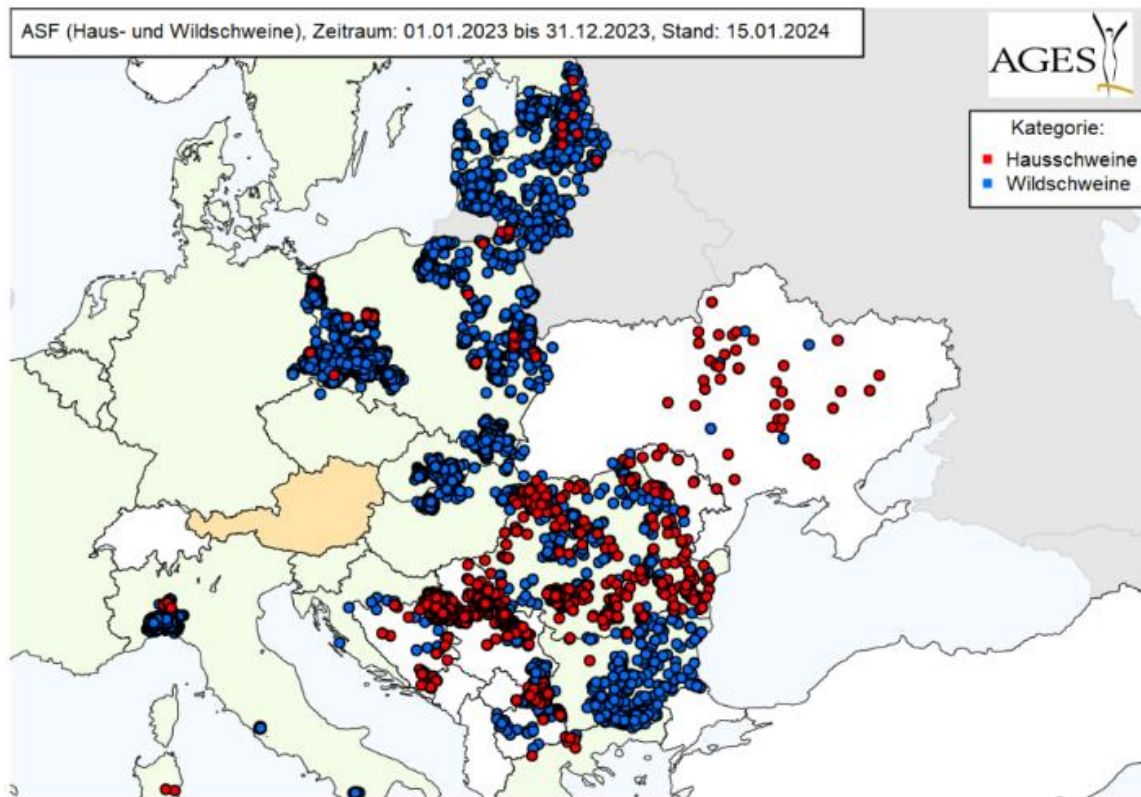 ASF (Haus- und Wildschweine), Zeitraum: 01.01.2023 bis 31.12.2023, Stand: 15.01.2024
AGES
Kategorie:
Hausschweine
Wildschweine